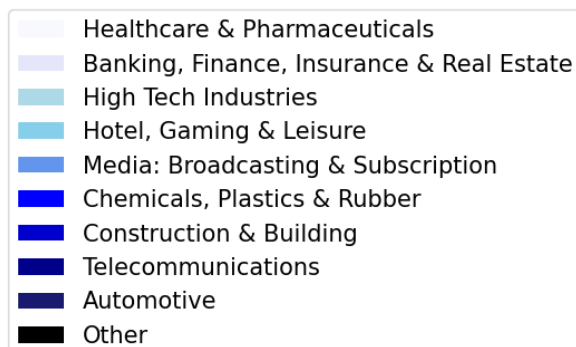 Healthcare & Pharmaceuticals
Banking, Finance, Insurance & Real Estate
High Tech Industries
Hotel, Gaming & Leisure
Media: Broadcasting & Subscription
Chemicals, Plastics & Rubber
Construction & Building
Telecommunications
Automotive
Other